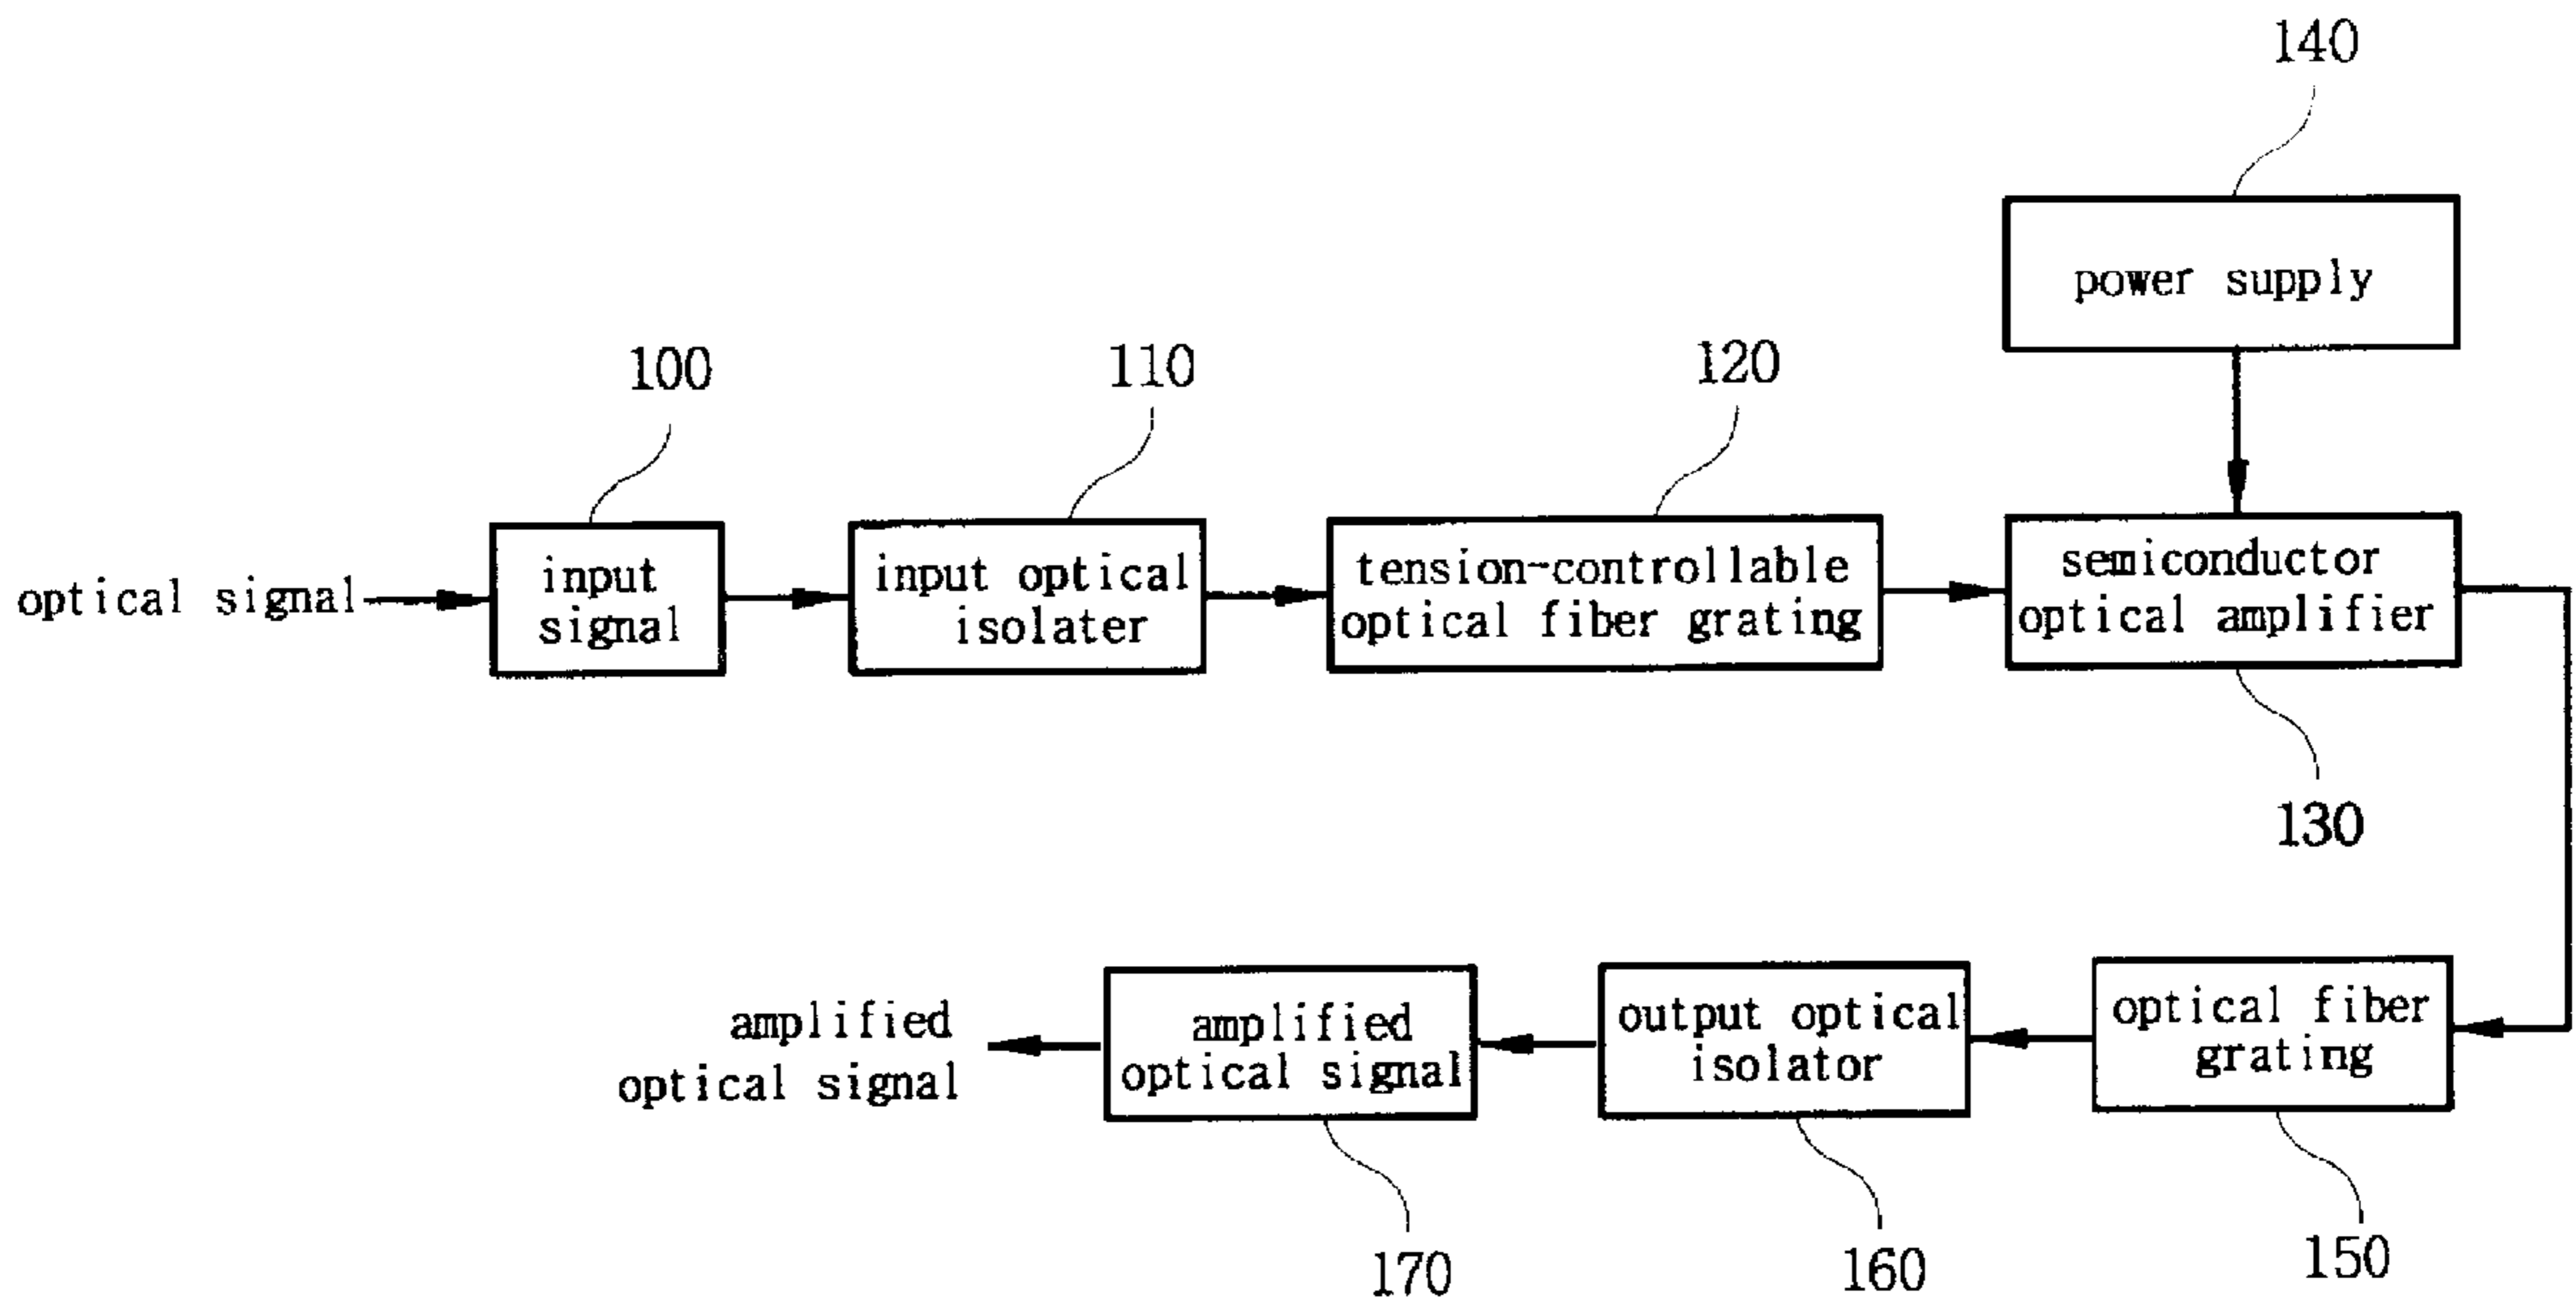 140
power supply
100
110
120
optical signal
input
signal
input optical
isolater
tension-controllable
optical fiber grating
semiconductor
optical amplifier
130
amplified
optical signal
amplified
optical signal
output optical
isolator
optical fiber
grating
170
160
150